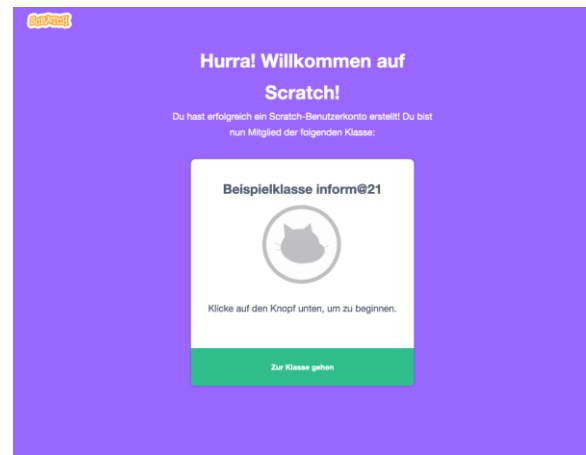 SCRATCH
Hurra! Willkommen auf
Scratch!
Du hast erfolgreich ein Scratch-Benutzerkonto erstellt! Du bist
nun Mitglied der folgenden Klasse:
Beispielklasse inform@21
Klicke auf den Knopf unten, um zu beginnen.
Zur Klasse gehen